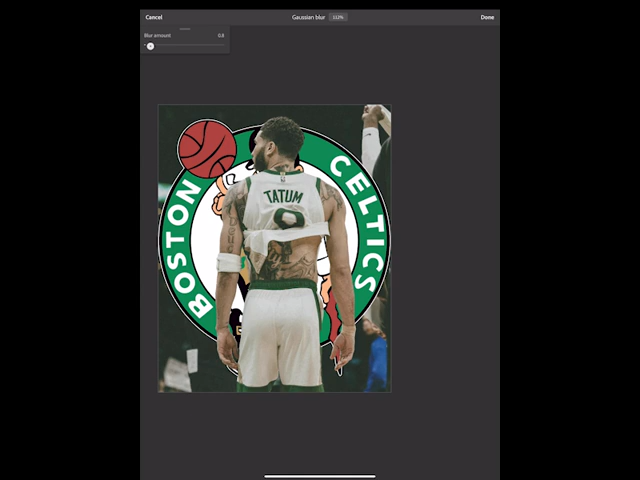 Cancel
Gaussian blur
112%
Done
Blur amount
0.8
BOSTON
CELTICS
TATUM
0